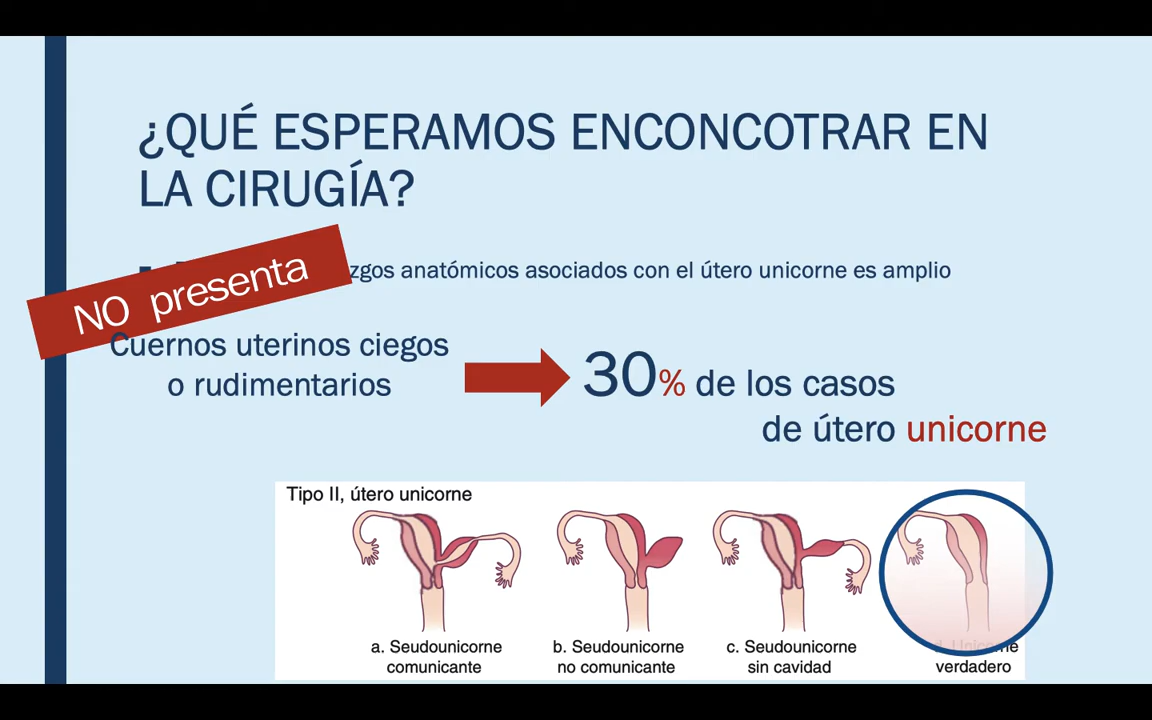 ¿QUÉ ESPERAMOS ENCONCOTRAR EN
LA CIRUGÍA?
NO presenta
anatómicos asociados con el útero unicorne es amplio
Cuernos uterinos ciegos
o rudimentarios
30% de los casos
de útero unicorne
Tipo II, útero unicorne
a. Seudounicorne
comunicante
b. Seudounicorne
no comunicante
c. Seudounicorne
sin cavidad
d. Unicorne
verdadero